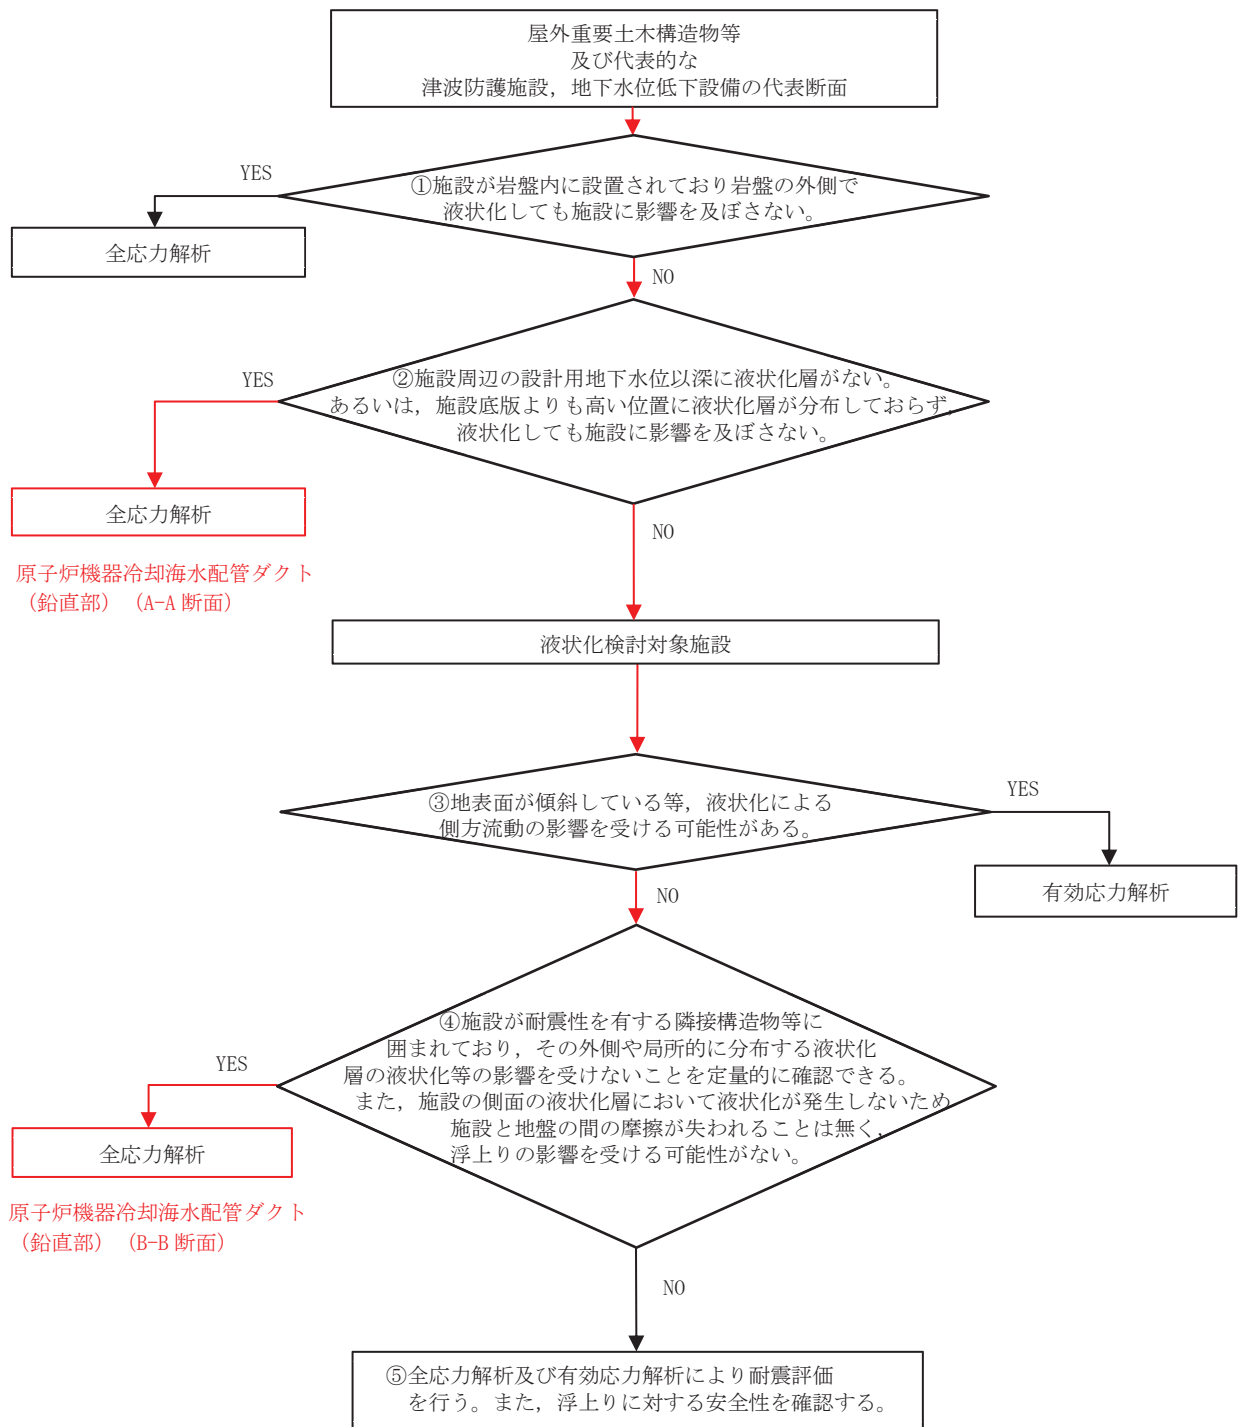 屋外重要土木構造物等
及び代表的な
津波防護施設，地下水位低下設備の代表断面
YES
①施設が岩盤内に設置されており岩盤の外側で
液状化しても施設に影響を及ぼさない。
全応力解析
NO
YES
②施設周辺の設計用地下水位以深に液状化層がない。
あるいは，施設底版よりも高い位置に液状化層が分布しておらず，
液状化しても施設に影響を及ぼさない。
全応力解析
NO
原子炉機器冷却海水配管ダクト
（鉛直部）（A-A 断面）
液状化検討対象施設
③地表面が傾斜している等，液状化による
側方流動の影響を受ける可能性がある。
YES
有効応力解析
NO
YES
④施設が耐震性を有する隣接構造物等に
囲まれており，その外側や局所的に分布する液状化
層の液状化等の影響を受けないことを定量的に確認できる。
また，施設の側面の液状化層において液状化が発生しないため
施設と地盤の間の摩擦が失われることは無く，
浮上りの影響を受ける可能性がない。
全応力解析
原子炉機器冷却海水配管ダクト
（鉛直部）（B-B 断面）
NO
⑤全応力解析及び有効応力解析により耐震評価
を行う。また，浮上りに対する安全性を確認する。